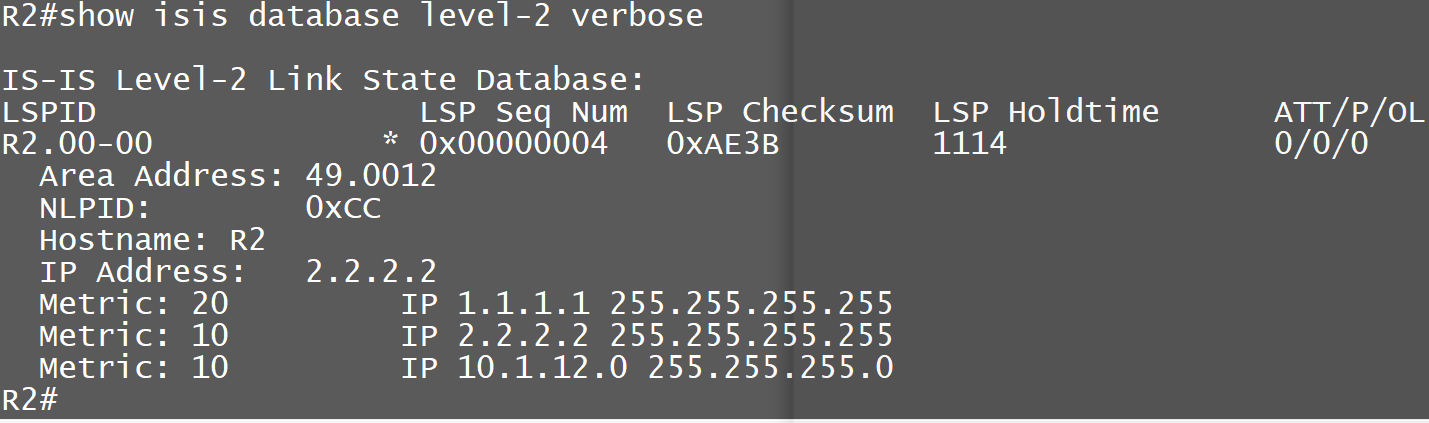 R2#show isis database level-2 verbose
IS-IS Level-2 Link State Database:
LSPID LSP Seq Num LSP Checksum LSP Holdtime ATT/P/OL
R2.00-00 * 0x00000004 0xAE3B 1114 0/0/0
Area Address: 49.0012
NLPID: 0xCC
Hostname: R2
IP Address: 2.2.2.2
Metric: 20 IP 1.1.1.1 255.255.255.255
Metric: 10 IP 2.2.2.2 255.255.255.255
Metric: 10 IP 10.1.12.0 255.255.255.0
R2#